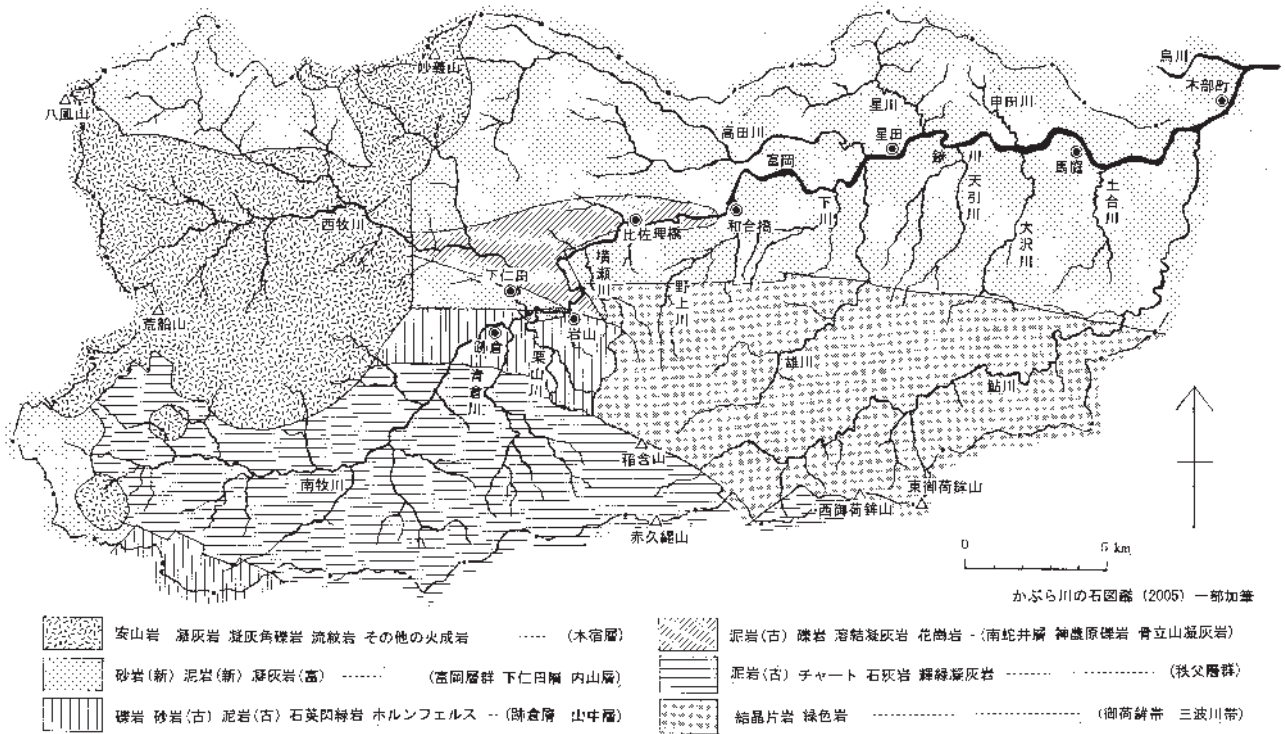 烏川
木部町
妙義山
八風山
星川
申田川
高田川
星田
鏑川
富岡
馬庭
天引川
土合川
下川
大沢川
西牧川
比佐理橋
和合橋
横瀬川
野上川
下仁田
荒船山
岩山
跡倉
栗山川
青倉川
雄川
鮎川
稲含山
南牧川
東御荷鉾山
西御荷鉾山
赤久縄山
0 5 km
かぶら川の石図鑑 (2005) 一部加筆
安山岩 凝灰岩 凝灰角礫岩 流紋岩 その他の火成岩 ------ (本宿層)
砂岩(新) 泥岩(新) 凝灰岩(富) ------ (富岡層群 下仁田層 内山層)
礫岩 砂岩(古) 泥岩(古) 石英閃緑岩 ホルンフェルス -- (跡倉層 山中層)
泥岩(古) 礫岩 溶結凝灰岩 花崗岩 - (南蛇井層 神農原礫岩 骨立山凝灰岩)
泥岩(古) チャート 石灰岩 輝緑凝灰岩 ------ (秩父層群)
結晶片岩 緑色岩 ------ (御荷鉾帯 三波川帯)